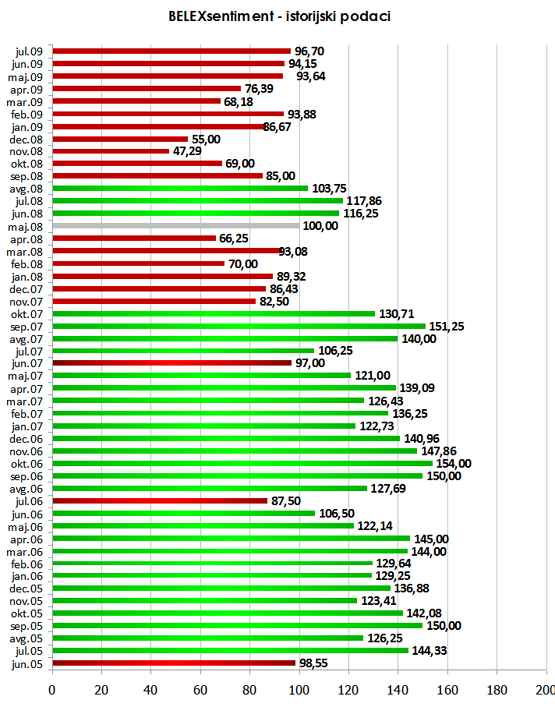 BELEXsentiment - istorijski podaci
jul.09 96,70
jun.09 94,15
maj.09 93,64
apr.09 76,39
mar.09 68,18
feb.09 93,88
jan.09 86,67
dec.08 55,00
nov.08 47,29
okt.08 69,00
sep.08 85,00
avg.08 103,75
jul.08 117,86
jun.08 116,25
maj.08 100,00
apr.08 66,25
mar.08 93,08
feb.08 70,00
jan.08 89,32
dec.07 86,43
nov.07 82,50
okt.07 130,71
sep.07 151,25
avg.07 140,00
jul.07 106,25
jun.07 97,00
maj.07 121,00
apr.07 139,09
mar.07 126,43
feb.07 136,25
jan.07 122,73
dec.06 140,96
nov.06 147,86
okt.06 154,00
sep.06 150,00
avg.06 127,69
jul.06 87,50
jun.06 106,50
maj.06 122,14
apr.06 145,00
mar.06 144,00
feb.06 129,64
jan.06 129,25
dec.05 136,88
nov.05 123,41
okt.05 142,08
sep.05 150,00
avg.05 126,25
jul.05 144,33
jun.05 98,55
0 20 40 60 80 100 120 140 160 180 200